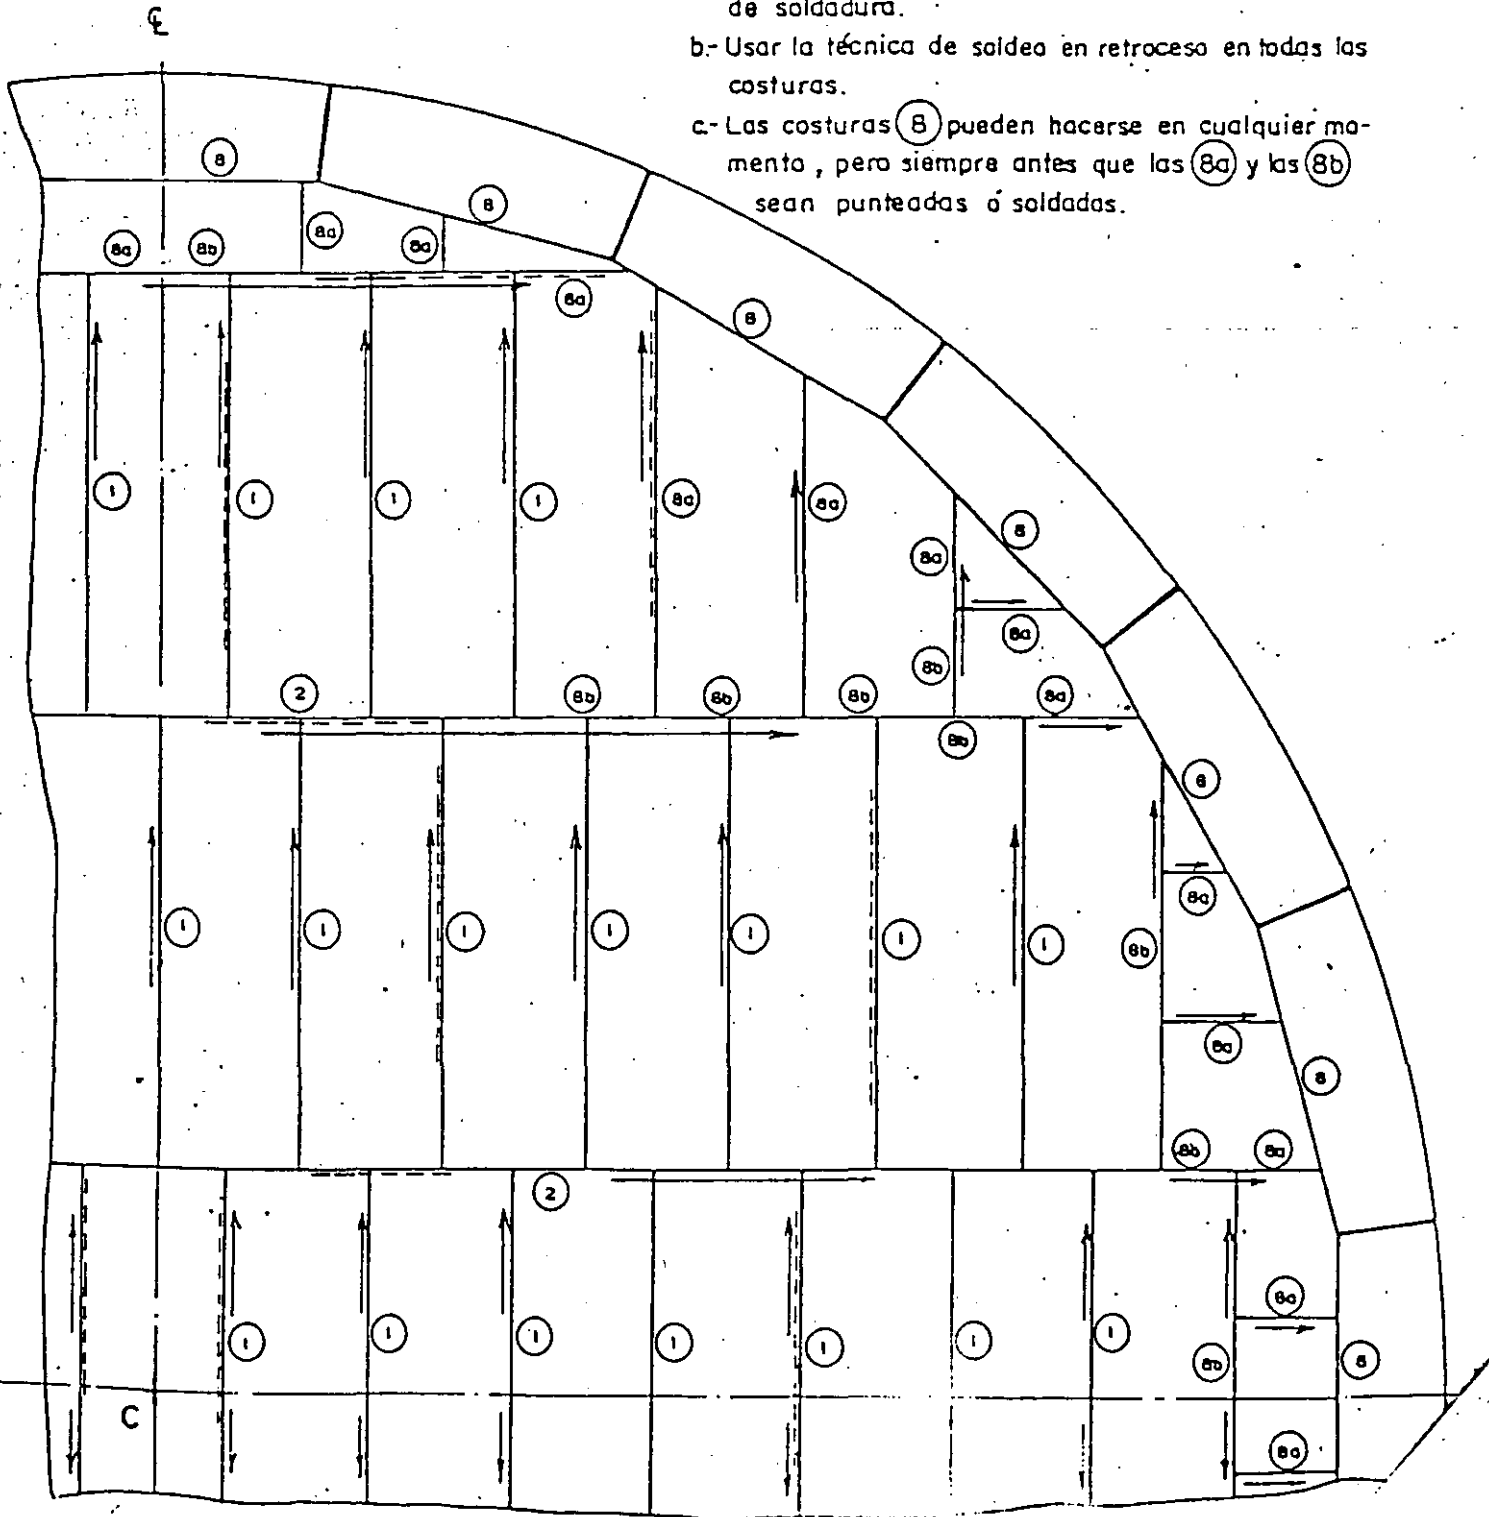 de soldadura.
℄
b.- Usar la técnica de soldeo en retroceso en todas las
costuras.
c.- Las costuras 8 pueden hacerse en cualquier mo-
mento, pero siempre antes que las 8a y las 8b
sean punteadas ó soldadas.
8
8
8a 8b 8a 8a
8a
8
1 1 1 1 8a 8a
8a
8
8a
8b
2 8b 8b 8b 8a
8b
8
8a
1 1 1 1 1 1 1 8b
8a
8
8b 8a
2
8a
1 1 1 1 1 1 1 8b 8
C
8a